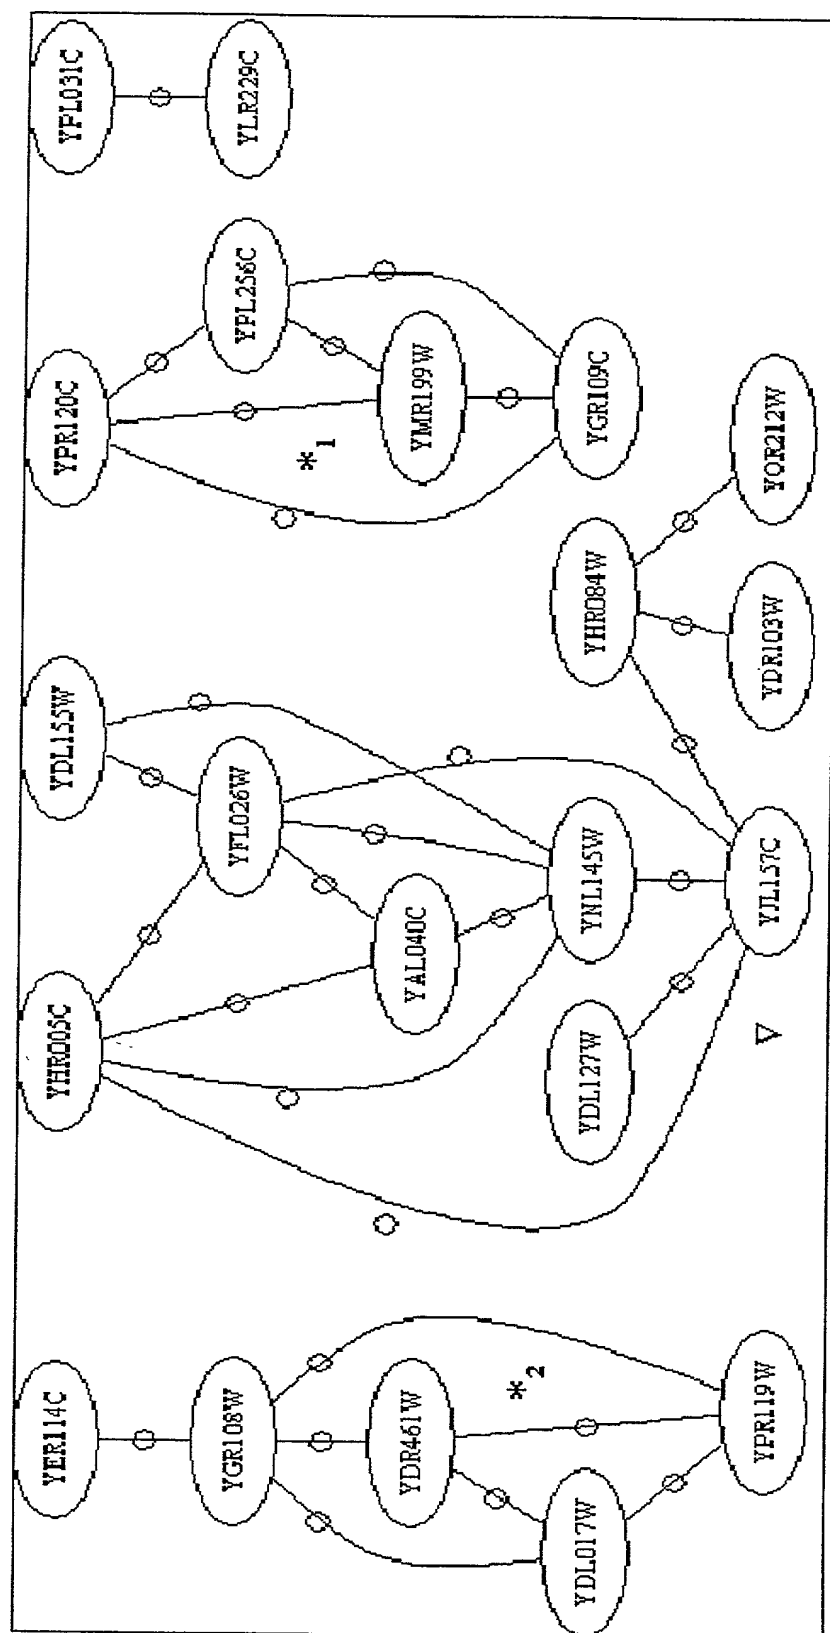 YER114C
YHR005C
YDL155W
YPR120C
YPL031C
YGR108W
YFL026W
YPL256C
YLR229C
*1
YDR461W
YAL040C
YMR199W
*2
YDL017W
YDL127W
YNL145W
YHR084W
YGR109C
YPR119W
YJL157C
YDR103W
YOR212W